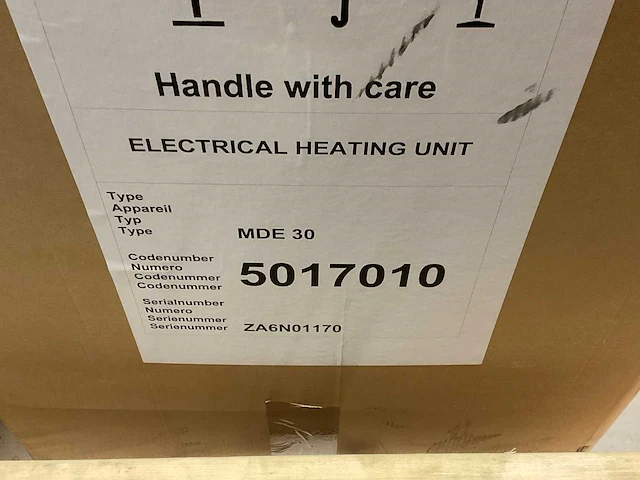 Handle with care
ELECTRICAL HEATING UNIT
Type
Appareil
Typ
Type
MDE 30
Codenumber
Numero
Codenummer
Codenummer
5017010
Serialnumber
Numero
Serienummer
Serienummer
ZA6N01170